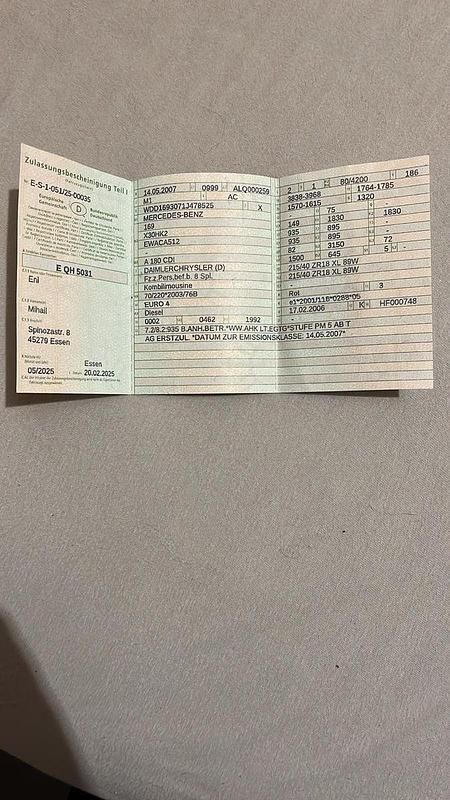 Zulassungsbescheinigung Teil I
E-S-1-051/25-00035
Europäische Gemeinschaft
D
Bundesrepublik Deutschland
E QH 5031
Eni
Mihail
Spinozastr. 8
45279 Essen
Essen
05/2025
20.02.2025
14.05.2007 0999 ALQ000259
M1 AC
WDD1693071J478525 X
MERCEDES-BENZ
169
X30HK2
EWACA512
A 180 CDI
DAIMLERCHRYSLER (D)
Fz.z.Pers.bef.b. 8 Spl.
Kombilimousine
70/220*2003/76B
EURO 4
Diesel
0002 0462 1992
7.2/8.2:935 B.ANH.BETR.*WW.AHK LT.EGTG*STUFE PM 5 AB T
AG ERSTZUL. *DATUM ZUR EMISSIONSKLASSE: 14.05.2007*
2 1 80/4200 186
3838-3968 1764-1785
1570-1615 1320
- 75 -
149 1830 1830
935 895
935 895
82 3150 72
1500 645 5 -
215/40 ZR18 XL 89W
215/40 ZR18 XL 89W
-
Rot 3
e1*2001/116*0288*05
17.02.2006 K HF000748
-